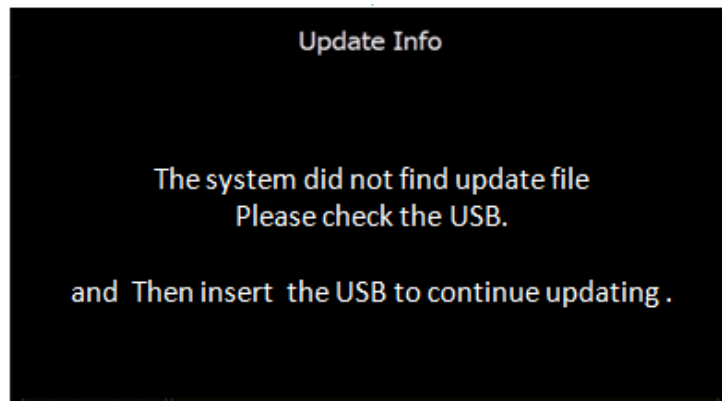 Update Info
The system did not find update file
Please check the USB.
and Then insert the USB to continue updating .